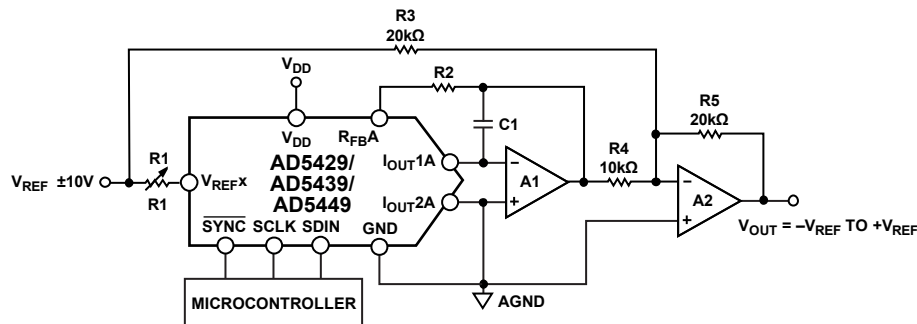 R3
20kΩ
VDD
R2
R5
20kΩ
C1
VDD
RFBA
R1
AD5429/
AD5439/
AD5449
IOUT1A
R4
10kΩ
VREF ±10V
VREFx
A1
A2
R1
IOUT2A
SYNC SCLK SDIN GND
VOUT = –VREF TO +VREF
MICROCONTROLLER
AGND
− + − +